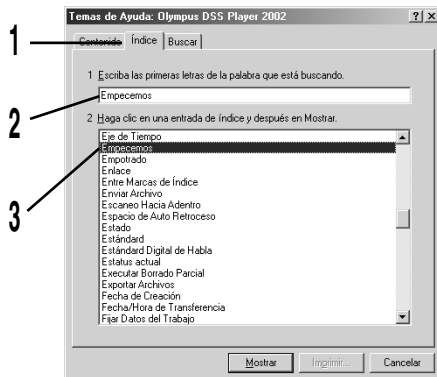 Temas de Ayuda: Olympus DSS Player 2002
1
Contenido Índice Buscar
1 Escriba las primeras letras de la palabra que está buscando.
2
Empecemos
2 Haga clic en una entrada de índice y después en Mostrar.
3
Eje de Tiempo
Empecemos
Empotrado
Enlace
Entre Marcas de Índice
Enviar Archivo
Escaneo Hacia Adentro
Espacio de Auto Retroceso
Estado
Estándard
Estándard Digital de Habla
Estatus actual
Executar Borrado Parcial
Exportar Archivos
Fecha de Creación
Fecha/Hora de Transferencia
Fijar Datos del Trabajo
Mostrar Imprimir... Cancelar